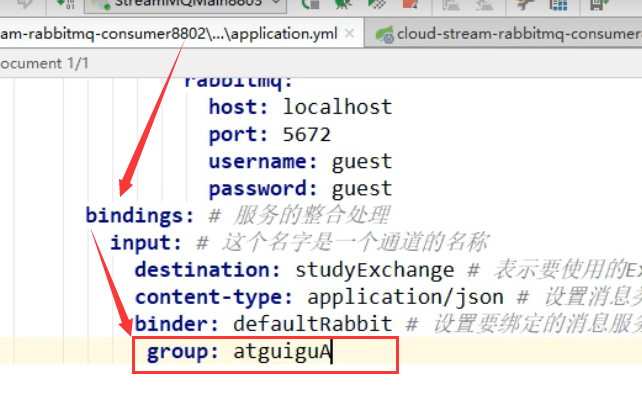 StreamMQMain8803
am-rabbitmq-consumer8802\...\application.yml × cloud-stream-rabbitmq-consumer
ocument 1/1
rabbitmq:
host: localhost
port: 5672
username: guest
password: guest
bindings: # 服务的整合处理
input: # 这个名字是一个通道的名称
destination: studyExchange # 表示要使用的Ex
content-type: application/json # 设置消息
binder: defaultRabbit # 设置要绑定的消息服
group: atguiguA